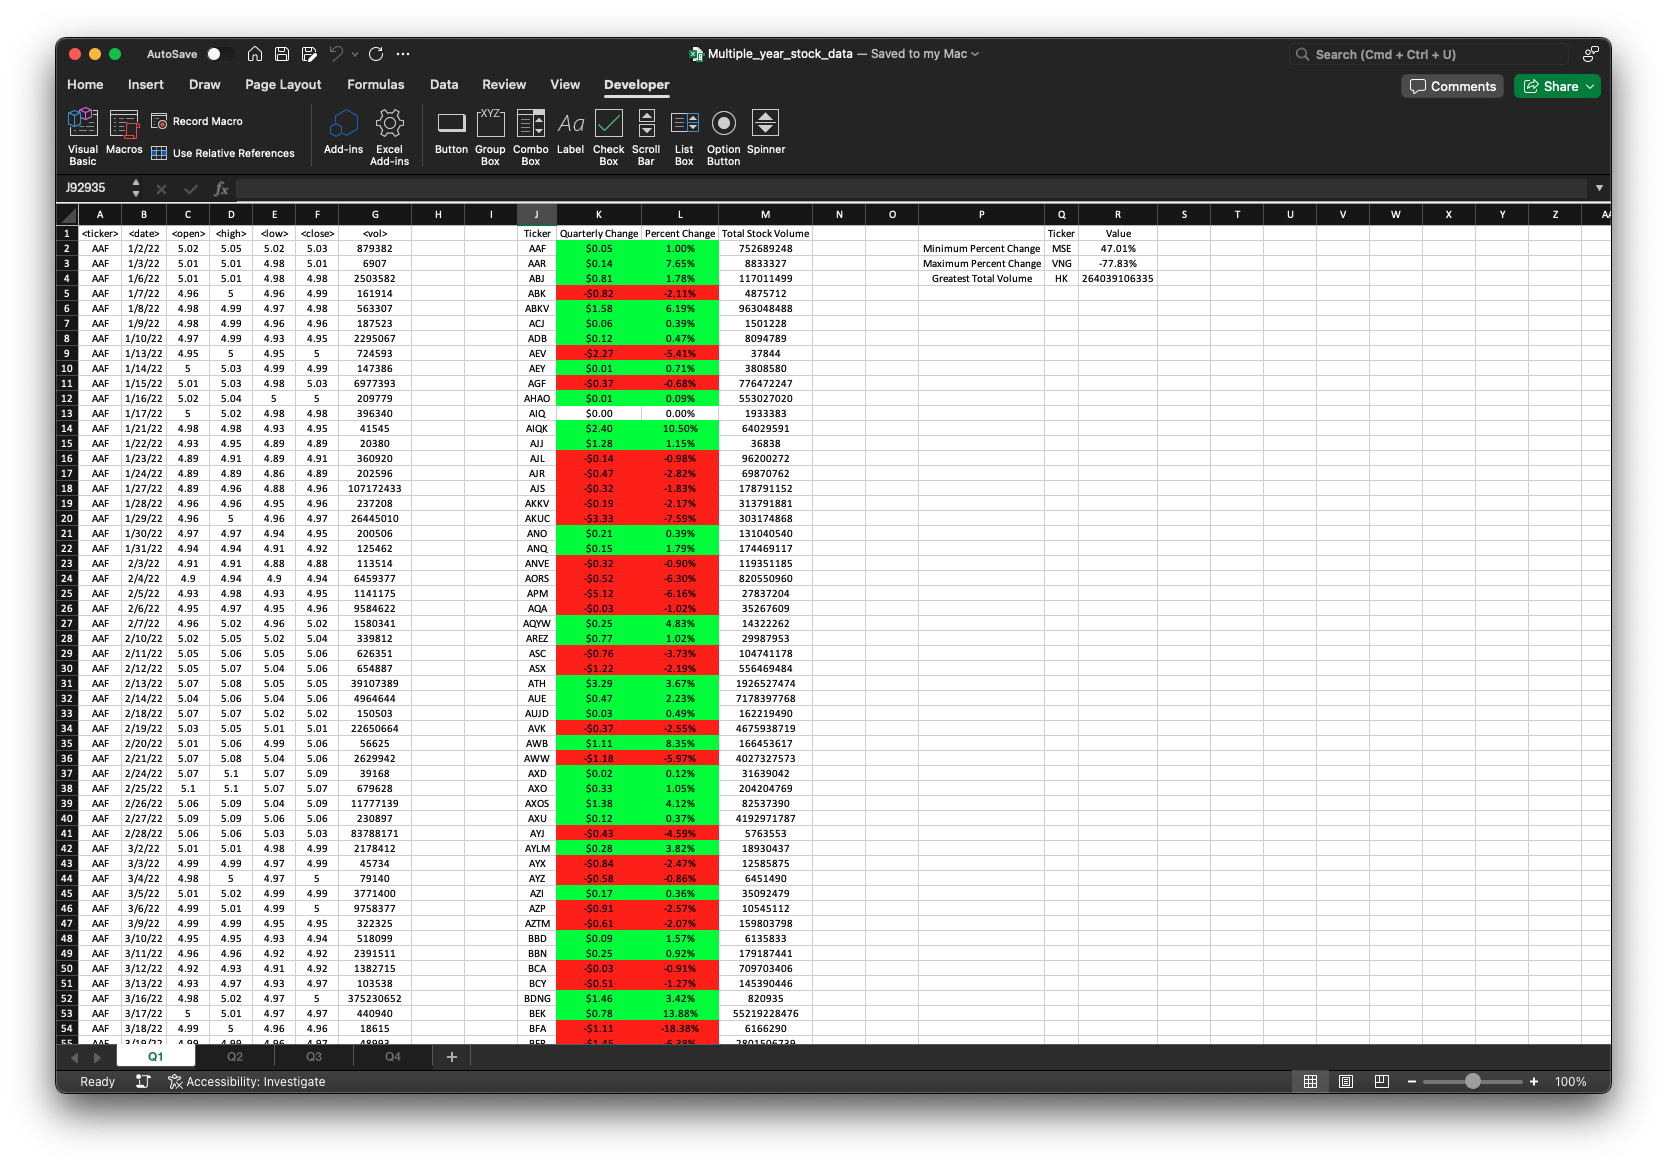 AutoSave Multiple_year_stock_data — Saved to my Mac Search (Cmd + Ctrl + U)
Home Insert Draw Page Layout Formulas Data Review View Developer Comments Share
Visual Basic Macros Record Macro Use Relative References Add-ins Excel Add-ins Button Group Box Combo Box Label Check Box Scroll Bar List Box Option Button Spinner
XYZ Aa
J92935 fx
A B C D E F G H I J K L M N O P Q R S T U V W X Y Z
1 <ticker> <date> <open> <high> <low> <close> <vol> Ticker Quarterly Change Percent Change Total Stock Volume Ticker Value
2 AAF 1/2/22 5.02 5.05 5.02 5.03 879382 AAF $0.05 1.00% 752689248 Minimum Percent Change MSE 47.01%
3 AAF 1/3/22 5.01 5.01 4.98 5.01 6907 AAR $0.14 7.65% 8833327 Maximum Percent Change VNG -77.83%
4 AAF 1/6/22 5.01 5.01 4.98 4.98 2503582 ABJ $0.81 1.78% 117011499 Greatest Total Volume HK 264039106335
5 AAF 1/7/22 4.96 5 4.96 4.99 161914 ABK -$0.82 -2.11% 4875712
6 AAF 1/8/22 4.98 4.99 4.97 4.98 563307 ABKV $1.58 6.19% 963048488
7 AAF 1/9/22 4.98 4.99 4.96 4.96 187523 ACJ $0.06 0.39% 1501228
8 AAF 1/10/22 4.97 4.99 4.93 4.95 2295067 ADB $0.12 0.47% 8094789
9 AAF 1/13/22 4.95 5 4.95 5 724593 AEV -$2.27 -5.41% 37844
10 AAF 1/14/22 5 5.03 4.99 4.99 147386 AEY $0.01 0.71% 3808580
11 AAF 1/15/22 5.01 5.03 4.98 5.03 6977393 AGF -$0.37 -0.68% 776472247
12 AAF 1/16/22 5.02 5.04 5 5 209779 AHAO $0.01 0.09% 553027020
13 AAF 1/17/22 5 5.02 4.98 4.98 396340 AIQ $0.00 0.00% 1933383
14 AAF 1/21/22 4.98 4.98 4.93 4.95 41545 AIQK $2.40 10.50% 64029591
15 AAF 1/22/22 4.93 4.95 4.89 4.89 20380 AJJ $1.28 1.15% 36838
16 AAF 1/23/22 4.89 4.91 4.89 4.91 360920 AJL -$0.14 -0.98% 96200272
17 AAF 1/24/22 4.89 4.89 4.86 4.89 202596 AJR -$0.47 -2.82% 69870762
18 AAF 1/27/22 4.89 4.96 4.88 4.96 107172433 AJS -$0.32 -1.83% 178791152
19 AAF 1/28/22 4.96 4.96 4.95 4.96 237208 AKKV -$0.19 -2.17% 313791881
20 AAF 1/29/22 4.96 5 4.96 4.97 26445010 AKUC -$3.33 -7.59% 303174868
21 AAF 1/30/22 4.97 4.97 4.94 4.95 200506 ANO $0.21 0.39% 131040540
22 AAF 1/31/22 4.94 4.94 4.91 4.92 125462 ANQ $0.15 1.79% 174469117
23 AAF 2/3/22 4.91 4.91 4.88 4.88 113514 ANVE -$0.32 -0.90% 119351185
24 AAF 2/4/22 4.9 4.94 4.9 4.94 6459377 AORS -$0.52 -6.30% 820550960
25 AAF 2/5/22 4.93 4.98 4.93 4.95 1141175 APM -$5.12 -6.16% 27837204
26 AAF 2/6/22 4.95 4.97 4.95 4.96 9584622 AQA -$0.03 -1.02% 35267609
27 AAF 2/7/22 4.96 5.02 4.96 5.02 1580341 AQYW $0.25 4.83% 14322262
28 AAF 2/10/22 5.02 5.05 5.02 5.04 339812 AREZ $0.77 1.02% 29987953
29 AAF 2/11/22 5.05 5.06 5.05 5.06 626351 ASC -$0.76 -3.73% 104741178
30 AAF 2/12/22 5.05 5.07 5.04 5.06 654887 ASX -$1.22 -2.19% 556469484
31 AAF 2/13/22 5.07 5.08 5.05 5.05 39107389 ATH $3.29 3.67% 1926527474
32 AAF 2/14/22 5.04 5.06 5.04 5.06 4964644 AUE $0.47 2.23% 7178397768
33 AAF 2/18/22 5.07 5.07 5.02 5.02 150503 AUJD $0.03 0.49% 162219490
34 AAF 2/19/22 5.03 5.05 5.01 5.01 22650664 AVK -$0.37 -2.55% 4675938719
35 AAF 2/20/22 5.01 5.06 4.99 5.06 56625 AWB $1.11 8.35% 166453617
36 AAF 2/21/22 5.07 5.08 5.04 5.06 2629942 AWW -$1.18 -5.97% 4027327573
37 AAF 2/24/22 5.07 5.1 5.07 5.09 39168 AXD $0.02 0.12% 31639042
38 AAF 2/25/22 5.1 5.1 5.07 5.07 679628 AXO $0.33 1.05% 204204769
39 AAF 2/26/22 5.06 5.09 5.04 5.09 11777139 AXOS $1.38 4.12% 82537390
40 AAF 2/27/22 5.09 5.09 5.06 5.06 230897 AXU $0.12 0.37% 4192971787
41 AAF 2/28/22 5.06 5.06 5.03 5.03 83788171 AYJ -$0.43 -4.59% 5763553
42 AAF 3/2/22 5.01 5.01 4.98 4.99 2178412 AYLM $0.28 3.82% 18930437
43 AAF 3/3/22 4.99 4.99 4.97 4.99 45734 AYX -$0.84 -2.47% 12585875
44 AAF 3/4/22 4.98 5 4.97 5 79140 AYZ -$0.58 -0.86% 6451490
45 AAF 3/5/22 5.01 5.02 4.99 4.99 3771400 AZI $0.17 0.36% 35092479
46 AAF 3/6/22 4.99 5.01 4.99 5 9758377 AZP -$0.91 -2.57% 10545112
47 AAF 3/9/22 4.99 4.99 4.95 4.95 322325 AZTM -$0.61 -2.07% 159803798
48 AAF 3/10/22 4.95 4.95 4.93 4.94 518099 BBD $0.09 1.57% 6135833
49 AAF 3/11/22 4.96 4.96 4.92 4.92 2391511 BBN $0.25 0.92% 179187441
50 AAF 3/12/22 4.92 4.93 4.91 4.92 1382715 BCA -$0.03 -0.91% 709703406
51 AAF 3/13/22 4.93 4.97 4.93 4.97 103538 BCY -$0.51 -1.27% 145390446
52 AAF 3/16/22 4.98 5.02 4.97 5 375230652 BDNG $1.46 3.42% 820935
53 AAF 3/17/22 5 5.01 4.97 4.97 440940 BEK $0.78 13.88% 55219228476
54 AAF 3/18/22 4.99 5 4.96 4.96 18615 BFA -$1.11 -18.38% 6166290
Q1 Q2 Q3 Q4 +
Ready Accessibility: Investigate − + 100%